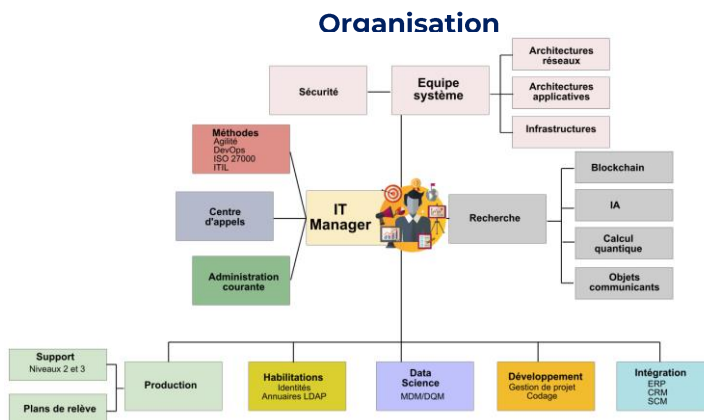 Organisation
Architectures
réseaux
Sécurité
Equipe
système
Architectures
applicatives
Infrastructures
Méthodes
Agilité
DevOps
ISO 27000
ITIL
Centre
d'appels
Administration
courante
IT
Manager
Recherche
Blockchain
IA
Calcul
quantique
Objets
communicants
Support
Niveaux 2 et 3
Plans de relève
Production
Habilitations
Identités
Annuaires LDAP
Data
Science
MDM/DQM
Développement
Gestion de projet
Codage
Intégration
ERP
CRM
SCM